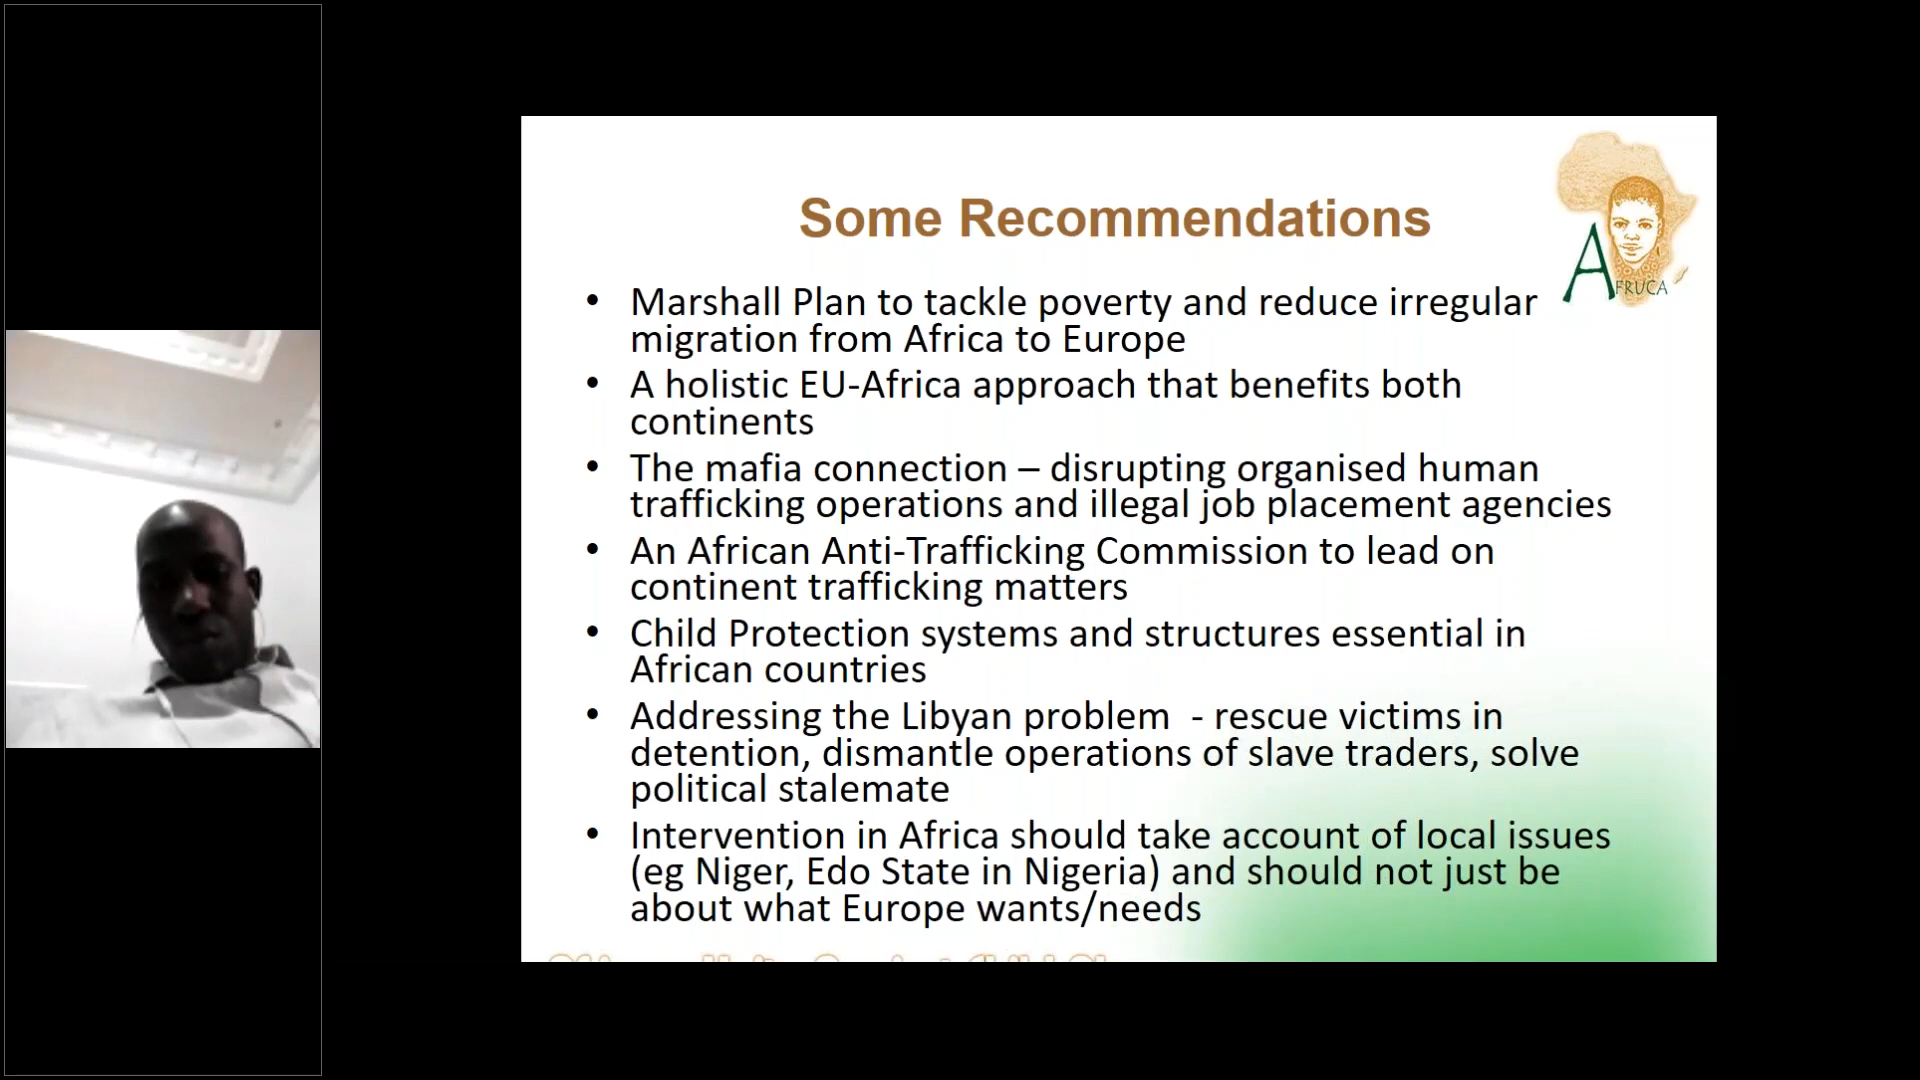 Some Recommendations
AFRUCA
• Marshall Plan to tackle poverty and reduce irregular
migration from Africa to Europe
• A holistic EU-Africa approach that benefits both
continents
• The mafia connection – disrupting organised human
trafficking operations and illegal job placement agencies
• An African Anti-Trafficking Commission to lead on
continent trafficking matters
• Child Protection systems and structures essential in
African countries
• Addressing the Libyan problem  - rescue victims in
detention, dismantle operations of slave traders, solve
political stalemate
• Intervention in Africa should take account of local issues
(eg Niger, Edo State in Nigeria) and should not just be
about what Europe wants/needs